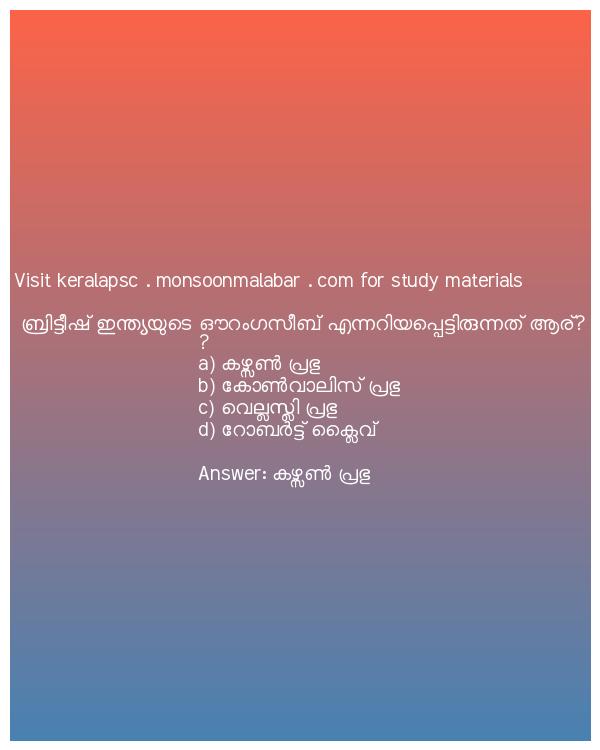 Visit keralapsc . monsoonmalabar . com for study materials
ബ്രിട്ടീഷ് ഇന്ത്യയുടെ ഔറംഗസീബ് എന്നറിയപ്പെട്ടിരുന്നത് ആര്?
?
a) കഴ്സൺ പ്രഭു
b) കോൺവാലിസ് പ്രഭു
c) വെല്ലസ്ലി പ്രഭു
d) റോബർട്ട് ക്ലൈവ്
Answer: കഴ്സൺ പ്രഭു